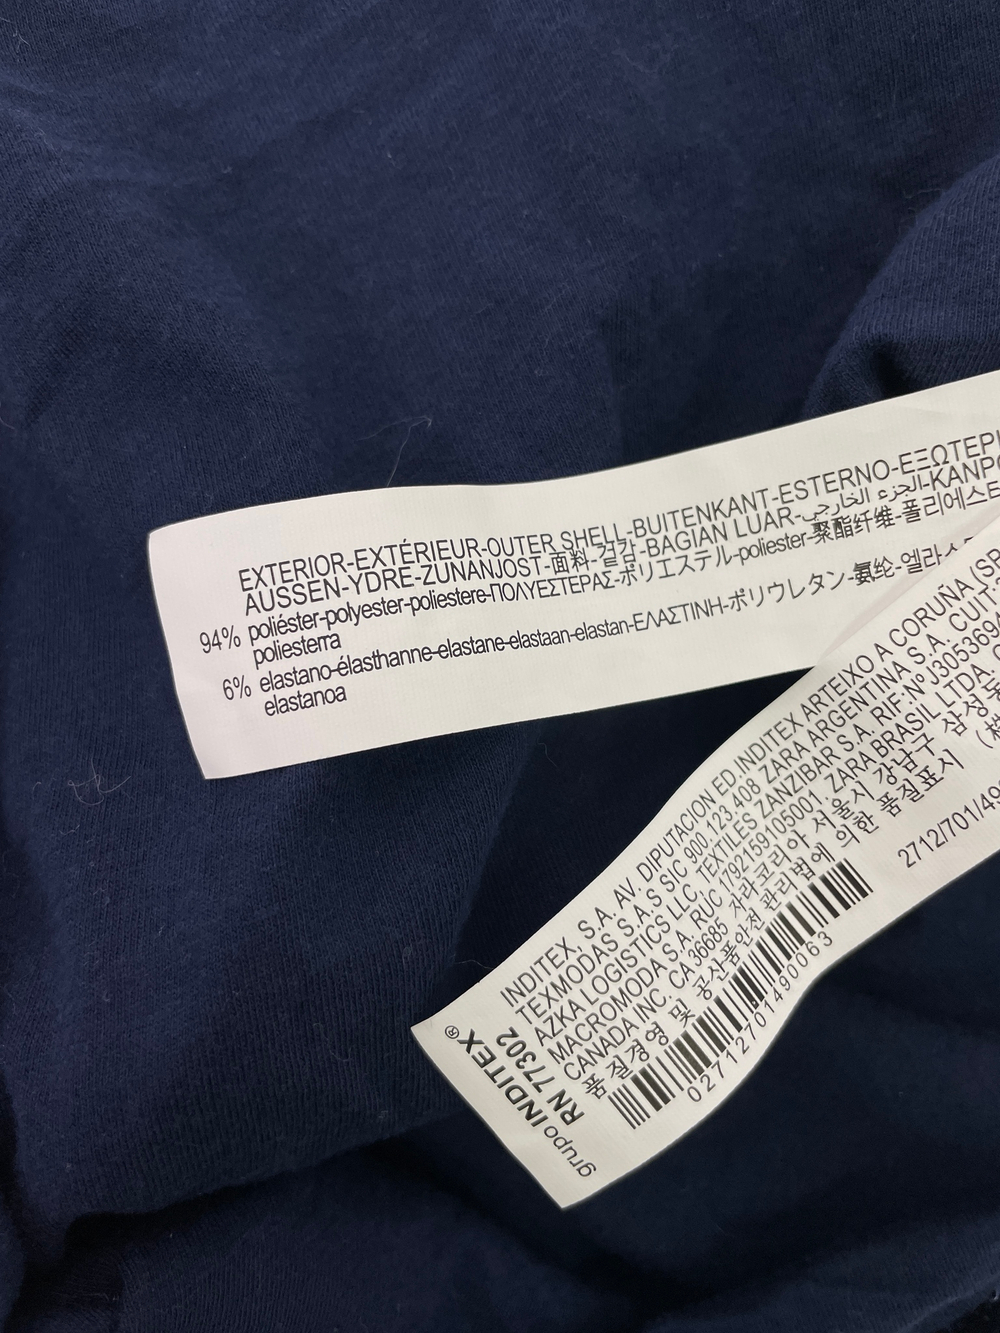 EXTERIOR-EXTÉRIEUR-OUTER SHELL-BUITENKANT-ESTERNO-ΕΞΩΤΕΡΙ
AUSSEN-YDRE-ZUNANJOST-面料-겉감-BAGIAN LUAR-الجزء الخارجي-KANPO
94% poliéster-polyester-poliestere-ΠΟΛΥΕΣΤΕΡΑΣ-ポリエステル-poliester-聚酯纤维-폴리에스테
poliesterra
6% elastano-élasthanne-elastane-elastaan-elastan-ΕΛΑΣΤΙΝΗ-ポリウレタン-氨纶-엘라스
elastanoa
grupo INDITEX®
RN 77302
INDITEX, S.A. AV. DIPUTACION ED.INDITEX ARTEIXO A CORUÑA (SP
TEXMODAS S.A.S SIC 900.123.408 ZARA ARGENTINA S.A. CUIT:
AZKA LOGISTICS LLC, TEXTILES ZANZIBAR S.A. RIF:Nº J3053694
MACROMODA S.A. RUC 1792159105001, ZARA BRASIL LTDA. C
CANADA INC. CA 36685 자라코리아 서울시 강남구 삼성동
품질경영 및 공산품안전 관리법에 의한 품질표시
02712701490063
2712/701/49